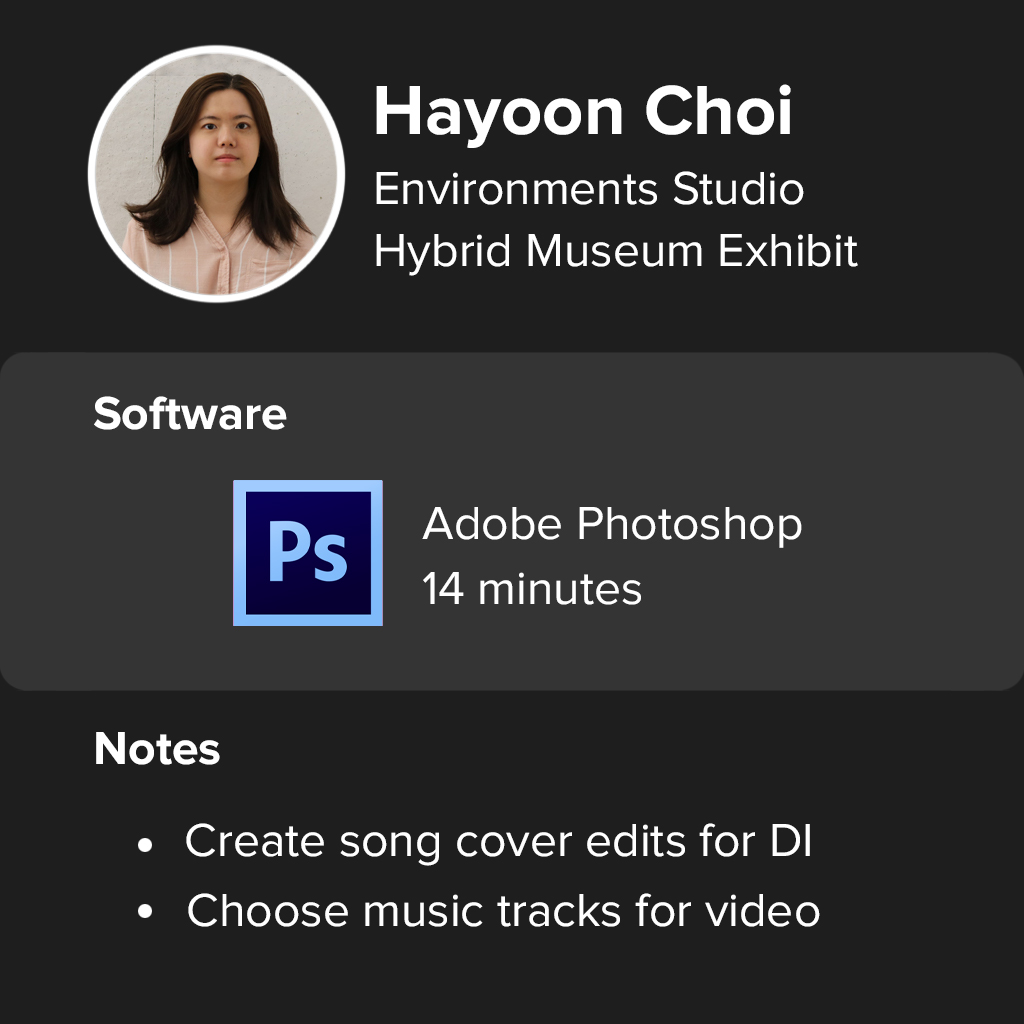 Hayoon Choi
Environments Studio
Hybrid Museum Exhibit
Software
Ps
Adobe Photoshop
14 minutes
Notes
• Create song cover edits for DI
• Choose music tracks for video